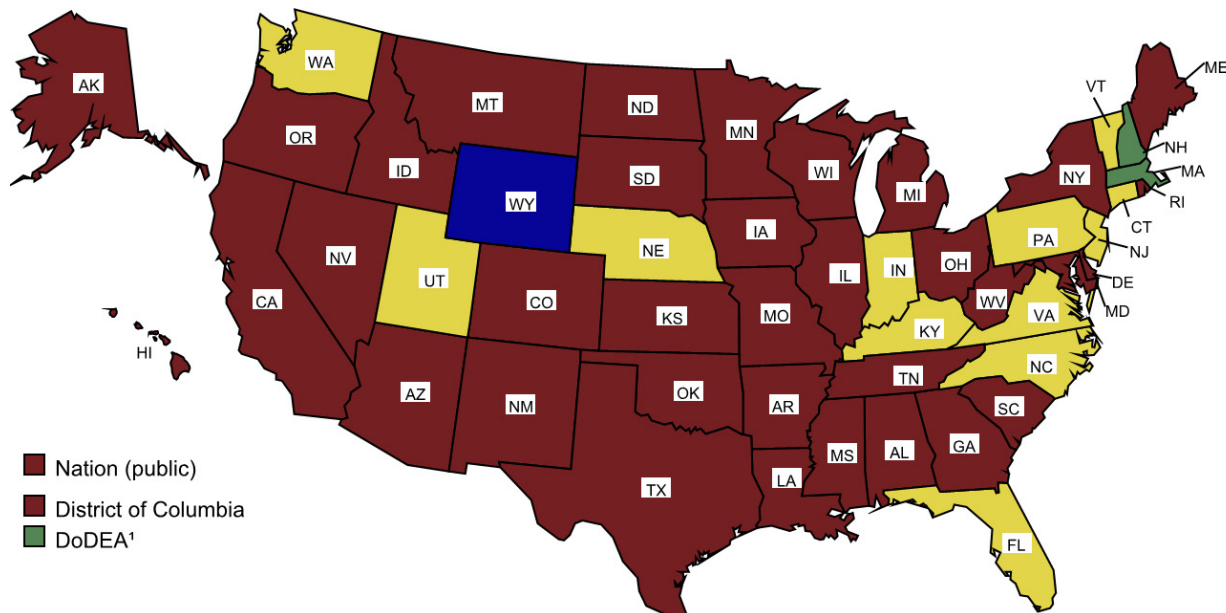 AK
WA
MT
ND
MN
OR
ID
WY
SD
WI
MI
NY
VT
ME
NH
MA
RI
CT
NJ
PA
NV
UT
NE
IA
IL
IN
OH
WV
DE
MD
CA
CO
KS
MO
KY
VA
HI
AZ
NM
OK
AR
TN
NC
SC
TX
LA
MS
AL
GA
FL
Nation (public)
District of Columbia
DoDEA¹